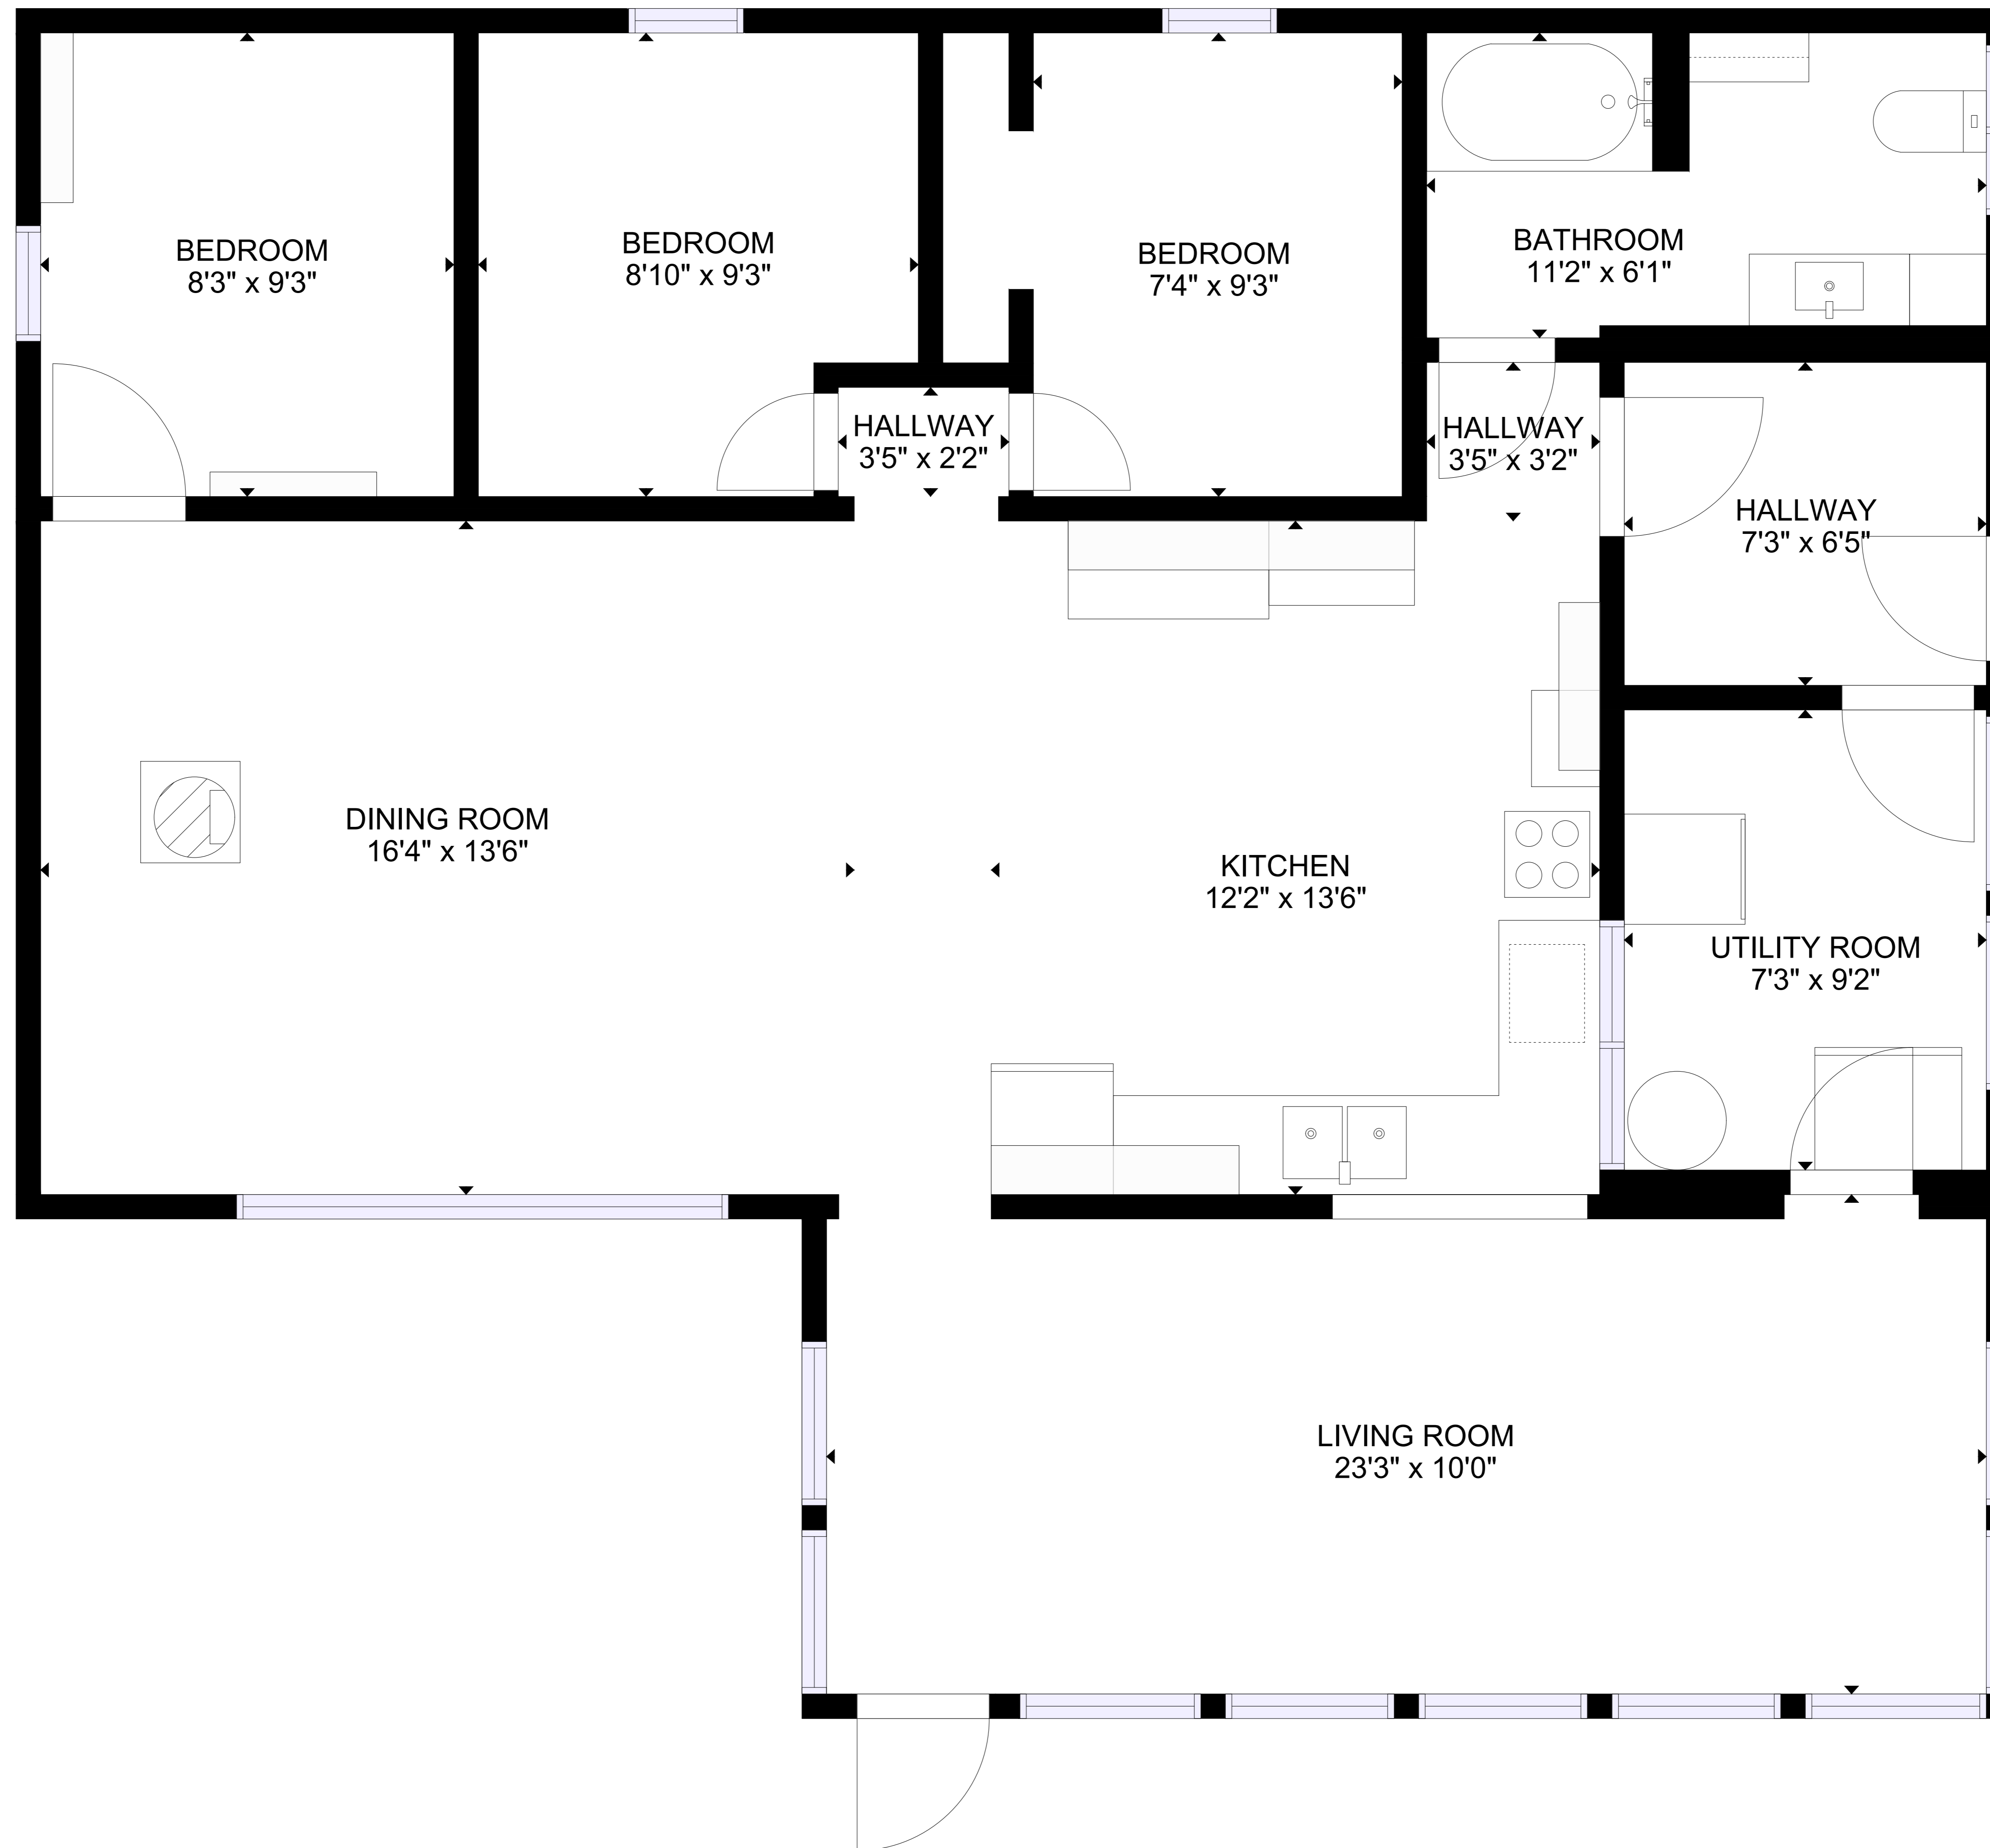 BEDROOM
8'3" x 9'3"
BEDROOM
8'10" x 9'3"
BEDROOM
7'4" x 9'3"
BATHROOM
11'2" x 6'1"
HALLWAY
3'5" x 2'2"
HALLWAY
3'5" x 3'2"
HALLWAY
7'3" x 6'5"
DINING ROOM
16'4" x 13'6"
KITCHEN
12'2" x 13'6"
UTILITY ROOM
7'3" x 9'2"
LIVING ROOM
23'3" x 10'0"